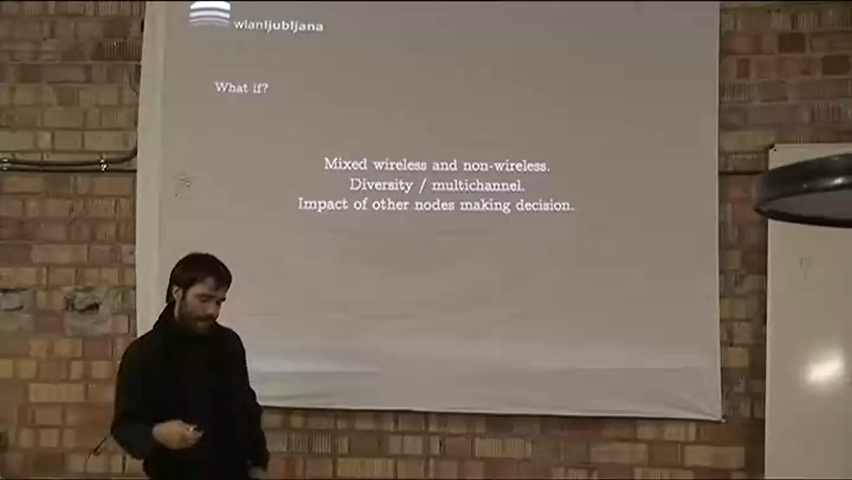 wlanljubljana
What if?
Mixed wireless and non-wireless.
Diversity / multichannel.
Impact of other nodes making decision.